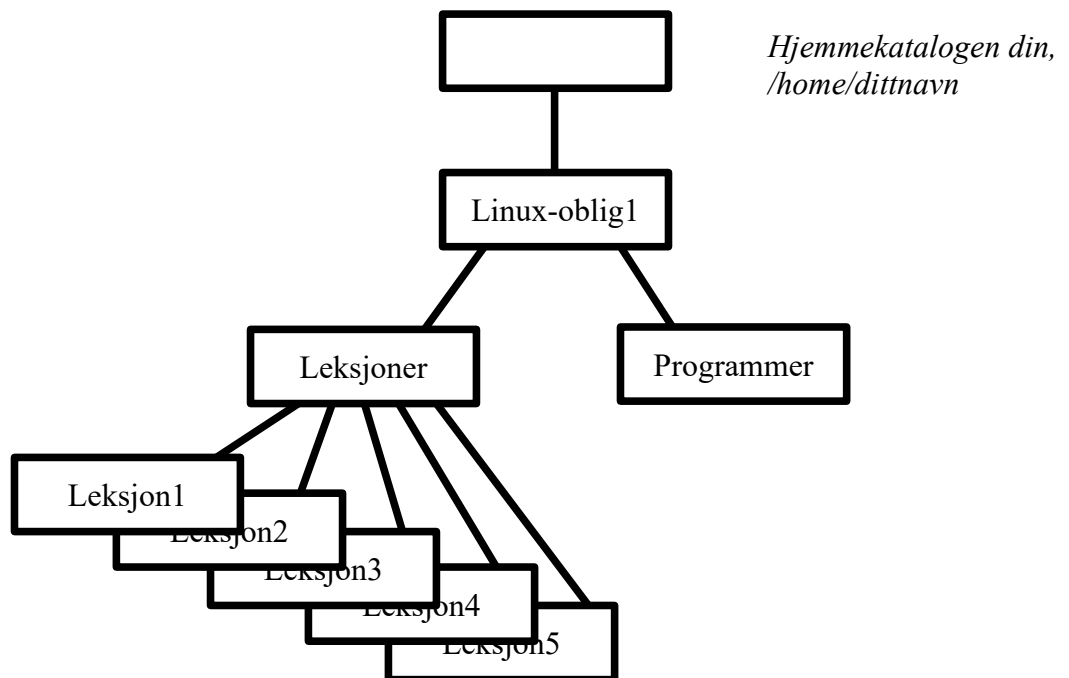 Hjemmekatalogen din,
/home/dittnavn
Linux-oblig1
Leksjoner
Programmer
Leksjon1
Leksjon2
Leksjon3
Leksjon4
Leksjon5